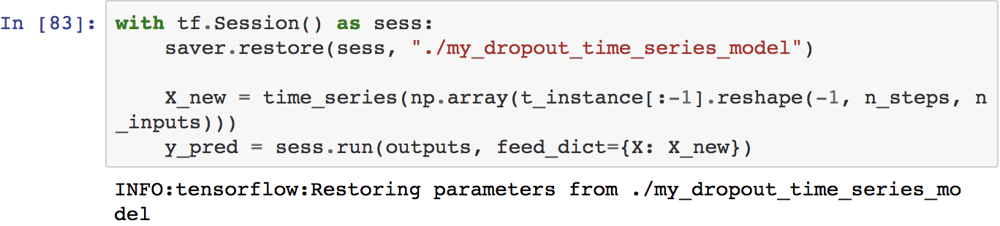 In [83]: with tf.Session() as sess:
    saver.restore(sess, "./my_dropout_time_series_model")

    X_new = time_series(np.array(t_instance[:-1].reshape(-1, n_steps, n
_inputs)))
    y_pred = sess.run(outputs, feed_dict={X: X_new})
INFO:tensorflow:Restoring parameters from ./my_dropout_time_series_mo
del